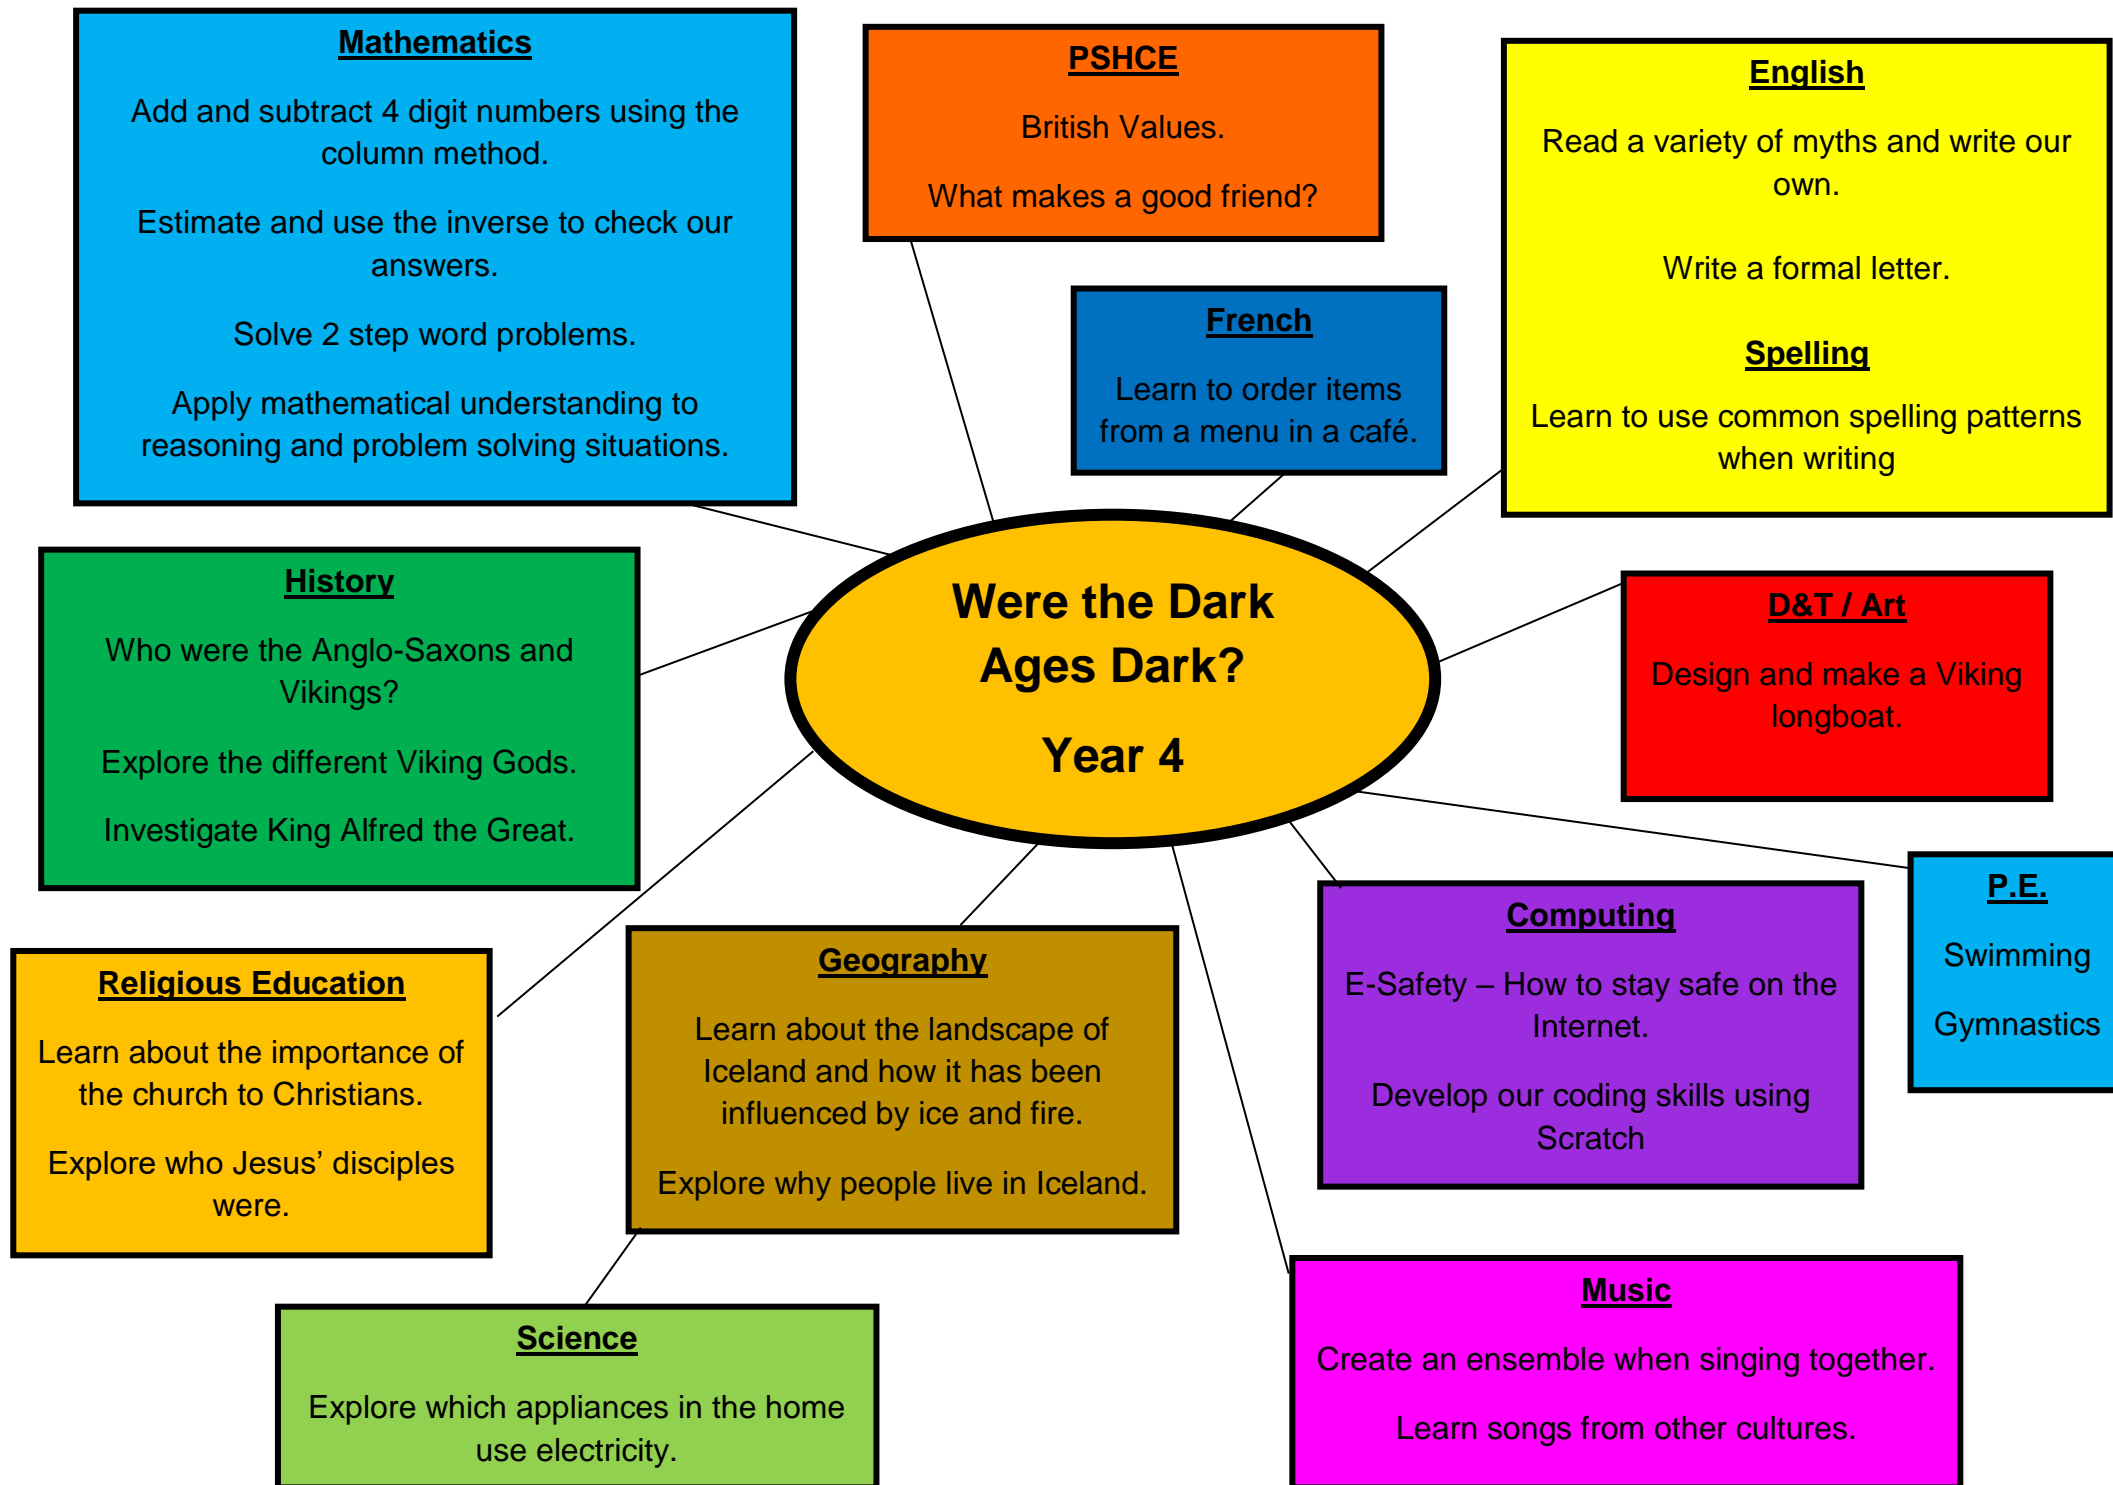 Mathematics
Add and subtract 4 digit numbers using the
column method.
Estimate and use the inverse to check our
answers.
Solve 2 step word problems.
Apply mathematical understanding to
reasoning and problem solving situations.
PSHCE
British Values.
What makes a good friend?
French
Learn to order items
from a menu in a café.
English
Read a variety of myths and write our
own.
Write a formal letter.
Spelling
Learn to use common spelling patterns
when writing
History
Who were the Anglo-Saxons and
Vikings?
Explore the different Viking Gods.
Investigate King Alfred the Great.
Were the Dark
Ages Dark?
Year 4
D&T / Art
Design and make a Viking
longboat.
Religious Education
Learn about the importance of
the church to Christians.
Explore who Jesus’ disciples
were.
Geography
Learn about the landscape of
Iceland and how it has been
influenced by ice and fire.
Explore why people live in Iceland.
Computing
E-Safety – How to stay safe on the
Internet.
Develop our coding skills using
Scratch
P.E.
Swimming
Gymnastics
Science
Explore which appliances in the home
use electricity.
Music
Create an ensemble when singing together.
Learn songs from other cultures.